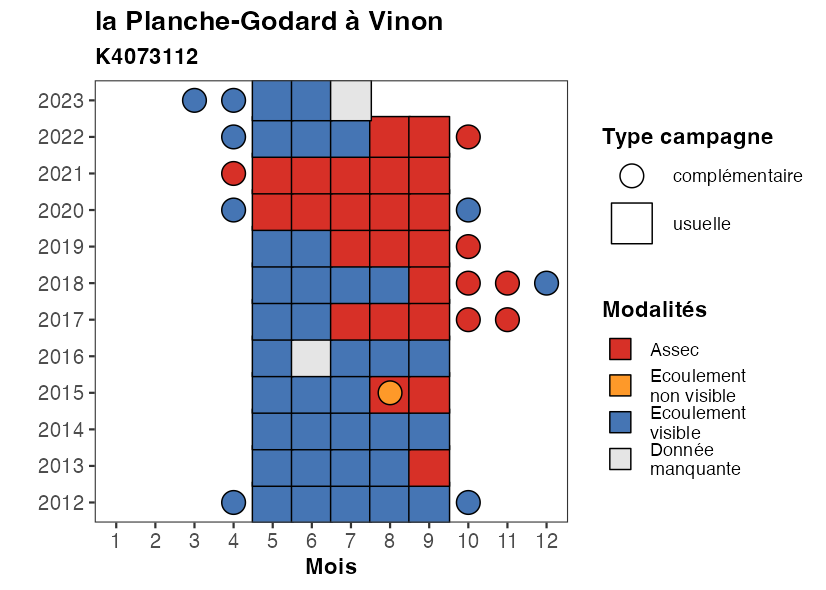 la Planche-Godard à Vinon
K4073112
2023
2022
2021
2020
2019
2018
2017
2016
2015
2014
2013
2012
1 2 3 4 5 6 7 8 9 10 11 12
Mois
Type campagne
complémentaire
usuelle
Modalités
Assec
Ecoulement
non visible
Ecoulement
visible
Donnée
manquante